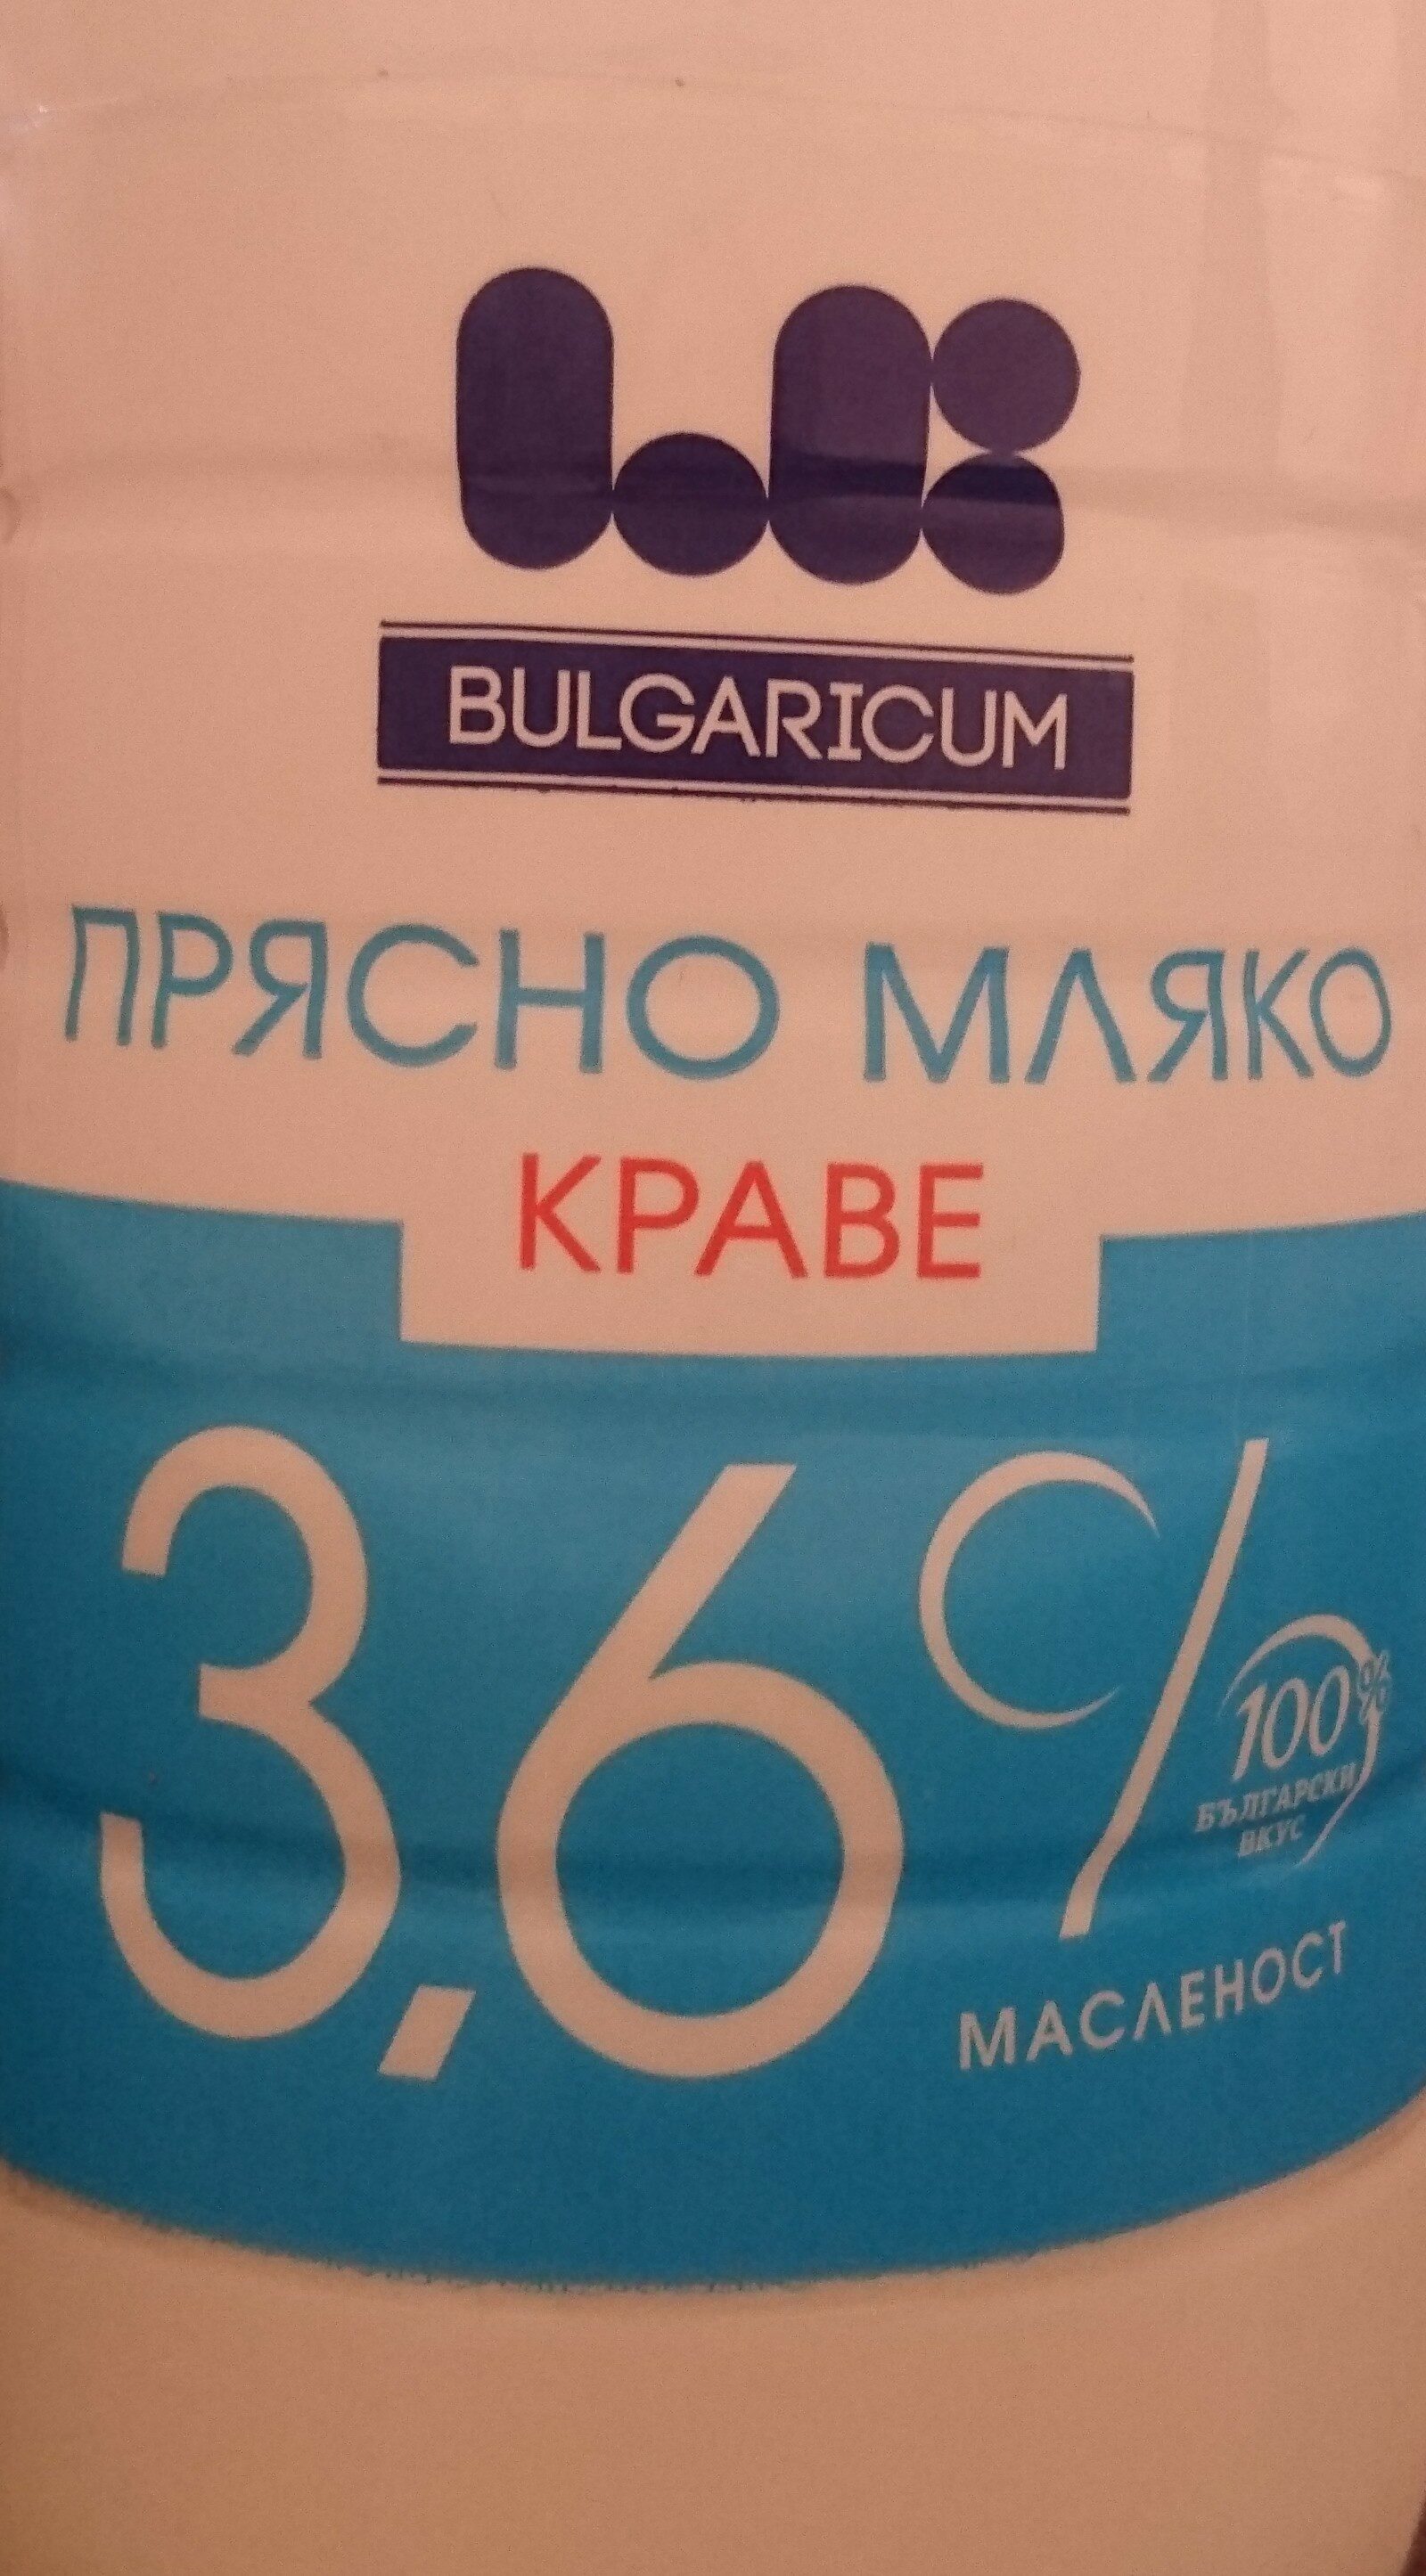 BULGARICUM
ПРЯСНО МЛЯКО
КРАВЕ
3,6%
100%
БЪЛГАРСКИ
ВКУС
МАСЛЕНОСТ